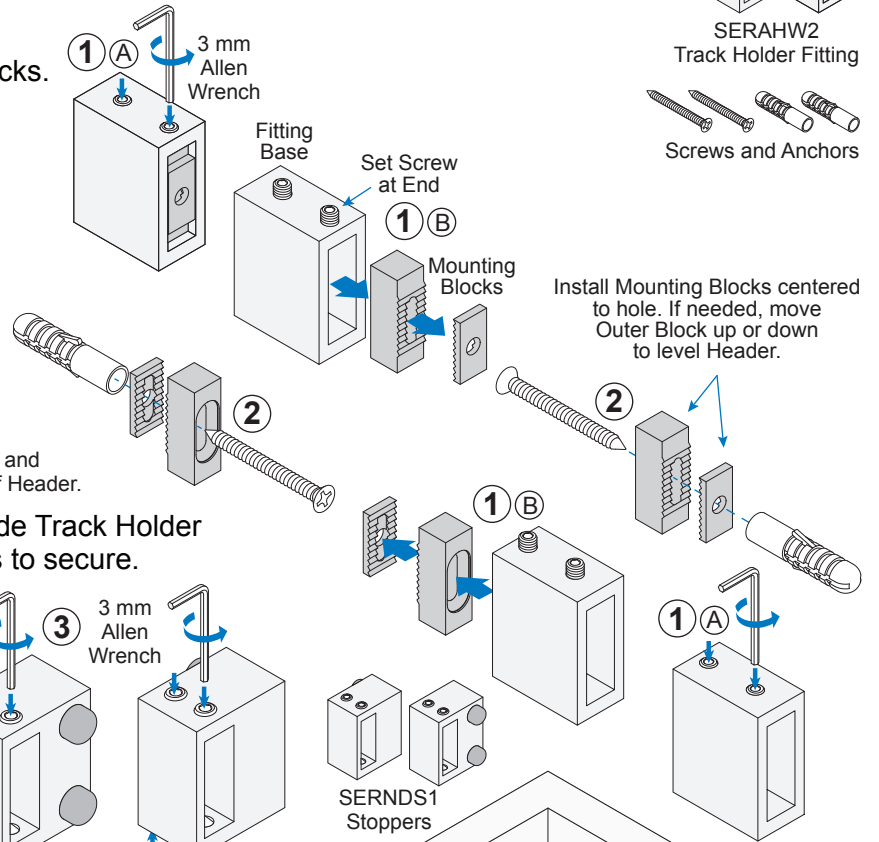 SERAHW2
Track Holder Fitting
Screws and Anchors
1 A
3 mm
Allen
Wrench
Fitting
Base
Set Screw
at End
1 B
Mounting
Blocks
Install Mounting Blocks centered
to hole. If needed, move
Outer Block up or down
to level Header.
2
2
and
Header.
1 B
Track Holder
to secure.
3
3 mm
Allen
Wrench
1 A
SERNDS1
Stoppers